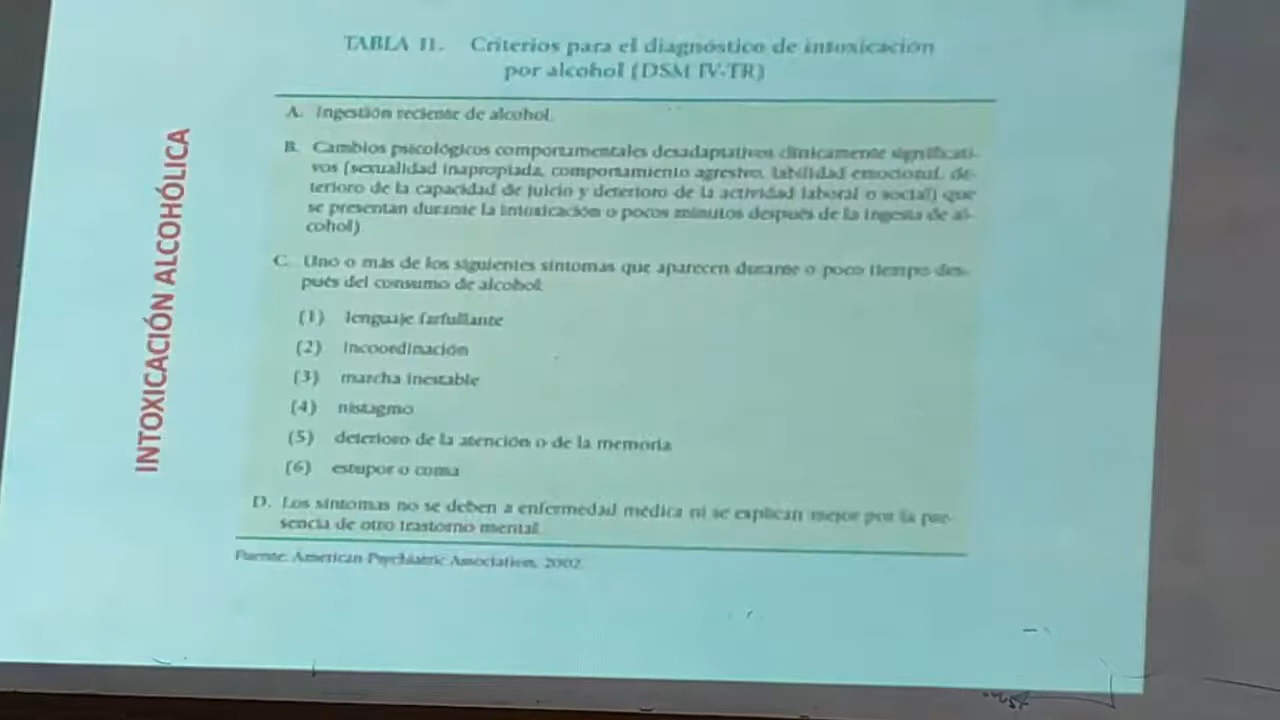 TABLA II. Criterios para el diagnóstico de intoxicación
por alcohol (DSM IV-TR)
INTOXICACIÓN ALCOHÓLICA
A. Ingestión reciente de alcohol.
B. Cambios psicológicos comportamentales desadaptativos clínicamente significati-
vos (sexualidad inapropiada, comportamiento agresivo, labilidad emocional, de-
terioro de la capacidad de juicio y deterioro de la actividad laboral o social) que
se presentan durante la intoxicación o pocos minutos después de la ingesta de al-
cohol).
C. Uno o más de los siguientes síntomas que aparecen durante o poco tiempo des-
pués del consumo de alcohol:
(1) lenguaje farfullante
(2) incoordinación
(3) marcha inestable
(4) nistagmo
(5) deterioro de la atención o de la memoria
(6) estupor o coma
D. Los síntomas no se deben a enfermedad médica ni se explican mejor por la pre-
sencia de otro trastorno mental.
Fuente: American Psychiatric Association, 2002.